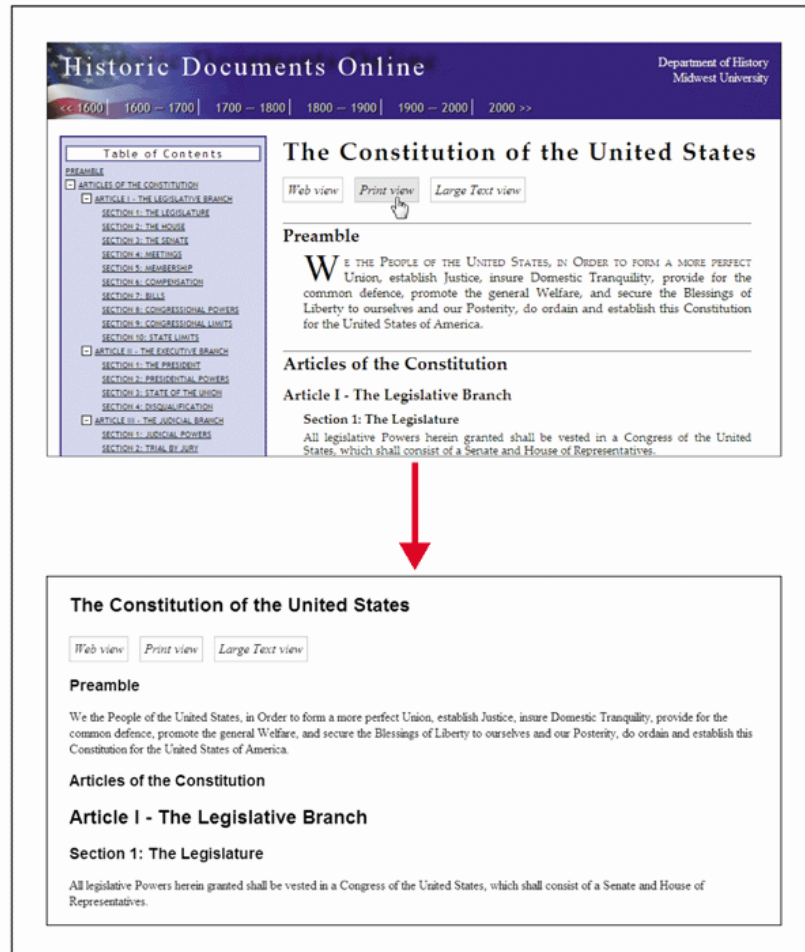 Historic Documents Online
Department of History
Midwest University
<< 1600 | 1600 — 1700 | 1700 — 1800 | 1800 — 1900 | 1900 — 2000 | 2000 >>
Table of Contents
PREAMBLE
ARTICLES OF THE CONSTITUTION
ARTICLE I - THE LEGISLATIVE BRANCH
SECTION 1: THE LEGISLATURE
SECTION 2: THE HOUSE
SECTION 3: THE SENATE
SECTION 4: MEETINGS
SECTION 5: MEMBERSHIP
SECTION 6: COMPENSATION
SECTION 7: BILLS
SECTION 8: CONGRESSIONAL POWERS
SECTION 9: CONGRESSIONAL LIMITS
SECTION 10: STATE LIMITS
ARTICLE II - THE EXECUTIVE BRANCH
SECTION 1: THE PRESIDENT
SECTION 2: PRESIDENTIAL POWERS
SECTION 3: STATE OF THE UNION
SECTION 4: DISQUALIFICATION
ARTICLE III - THE JUDICIAL BRANCH
SECTION 1: JUDICIAL POWERS
SECTION 2: TRIAL BY JURY
The Constitution of the United States
Web view Print view Large Text view
Preamble
WE THE PEOPLE OF THE UNITED STATES, IN ORDER TO FORM A MORE PERFECT
Union, establish Justice, insure Domestic Tranquility, provide for the
common defence, promote the general Welfare, and secure the Blessings of
Liberty to ourselves and our Posterity, do ordain and establish this Constitution
for the United States of America.
Articles of the Constitution
Article I - The Legislative Branch
Section 1: The Legislature
All legislative Powers herein granted shall be vested in a Congress of the United
States, which shall consist of a Senate and House of Representatives.
The Constitution of the United States
Web view Print view Large Text view
Preamble
We the People of the United States, in Order to form a more perfect Union, establish Justice, insure Domestic Tranquility, provide for the
common defence, promote the general Welfare, and secure the Blessings of Liberty to ourselves and our Posterity, do ordain and establish this
Constitution for the United States of America.
Articles of the Constitution
Article I - The Legislative Branch
Section 1: The Legislature
All legislative Powers herein granted shall be vested in a Congress of the United States, which shall consist of a Senate and House of
Representatives.